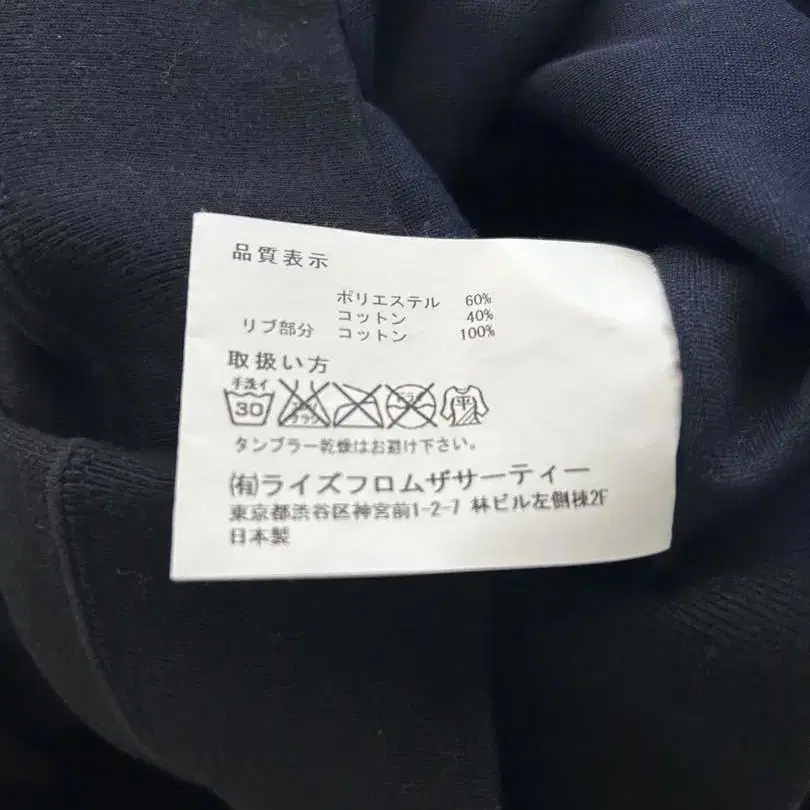 品質表示
ポリエステル 60%
コットン 40%
リブ部分 コットン 100%
取扱い方
手洗イ
30
平
タンブラー乾燥はお避け下さい。
(有)ライズフロムザサーティー
東京都渋谷区神宮前1-2-7 林ビル左側棟2F
日本製